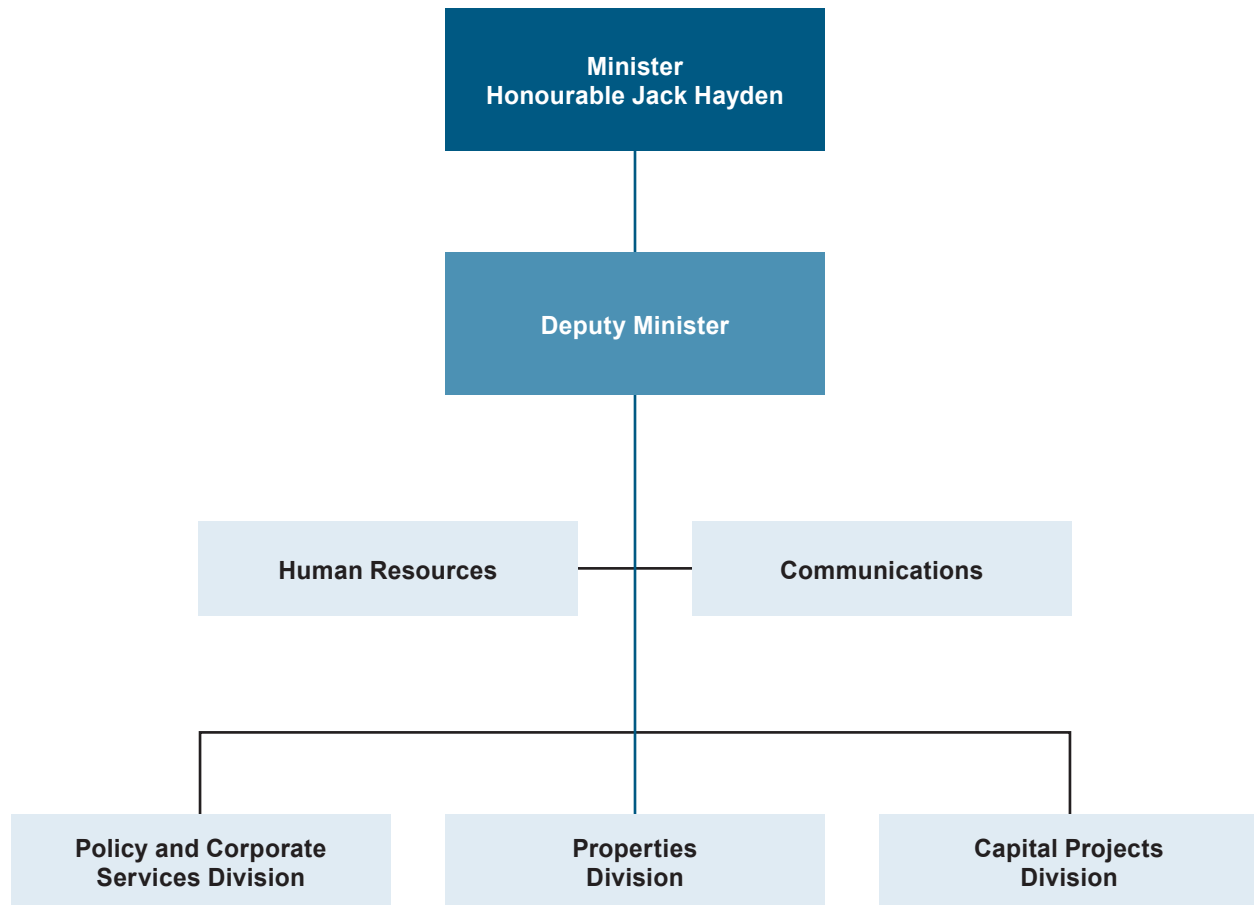 Minister
Honourable Jack Hayden
Deputy Minister
Human Resources
Communications
Policy and Corporate
Services Division
Properties
Division
Capital Projects
Division